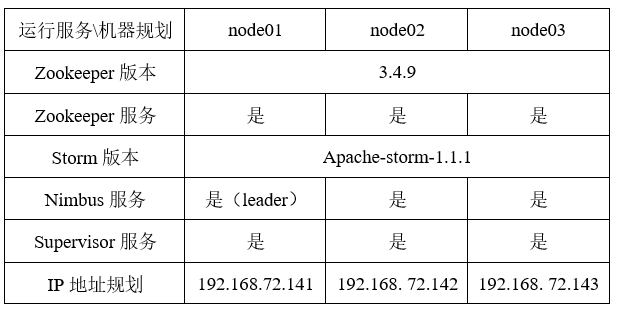 运行服务\机器规划 node01 node02 node03
Zookeeper 版本 3.4.9
Zookeeper 服务 是 是 是
Storm 版本 Apache-storm-1.1.1
Nimbus 服务 是（leader） 是 是
Supervisor 服务 是 是 是
IP 地址规划 192.168.72.141 192.168. 72.142 192.168. 72.143